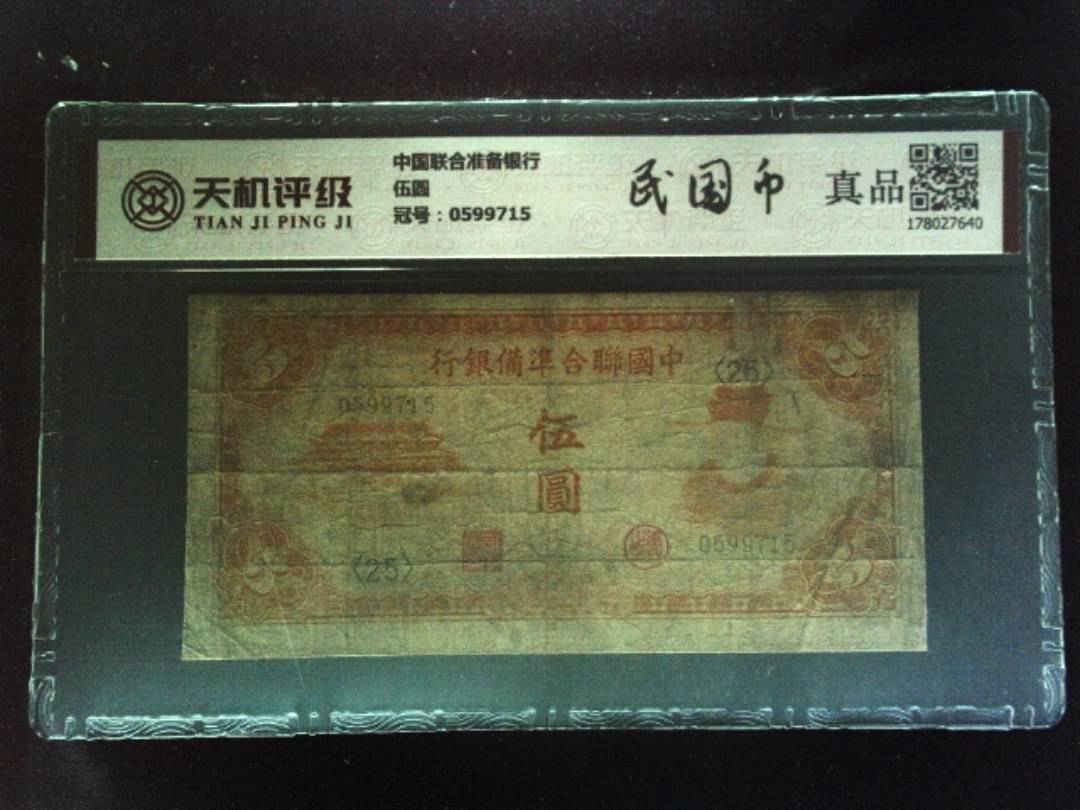 天机评级
TIAN JI PING JI
中国联合准备银行
伍圆
冠号：0599715
民国币
真品
178027640
行銀備準合聯國中
〈26〉
0599715
伍
圓
〈25〉
0599715